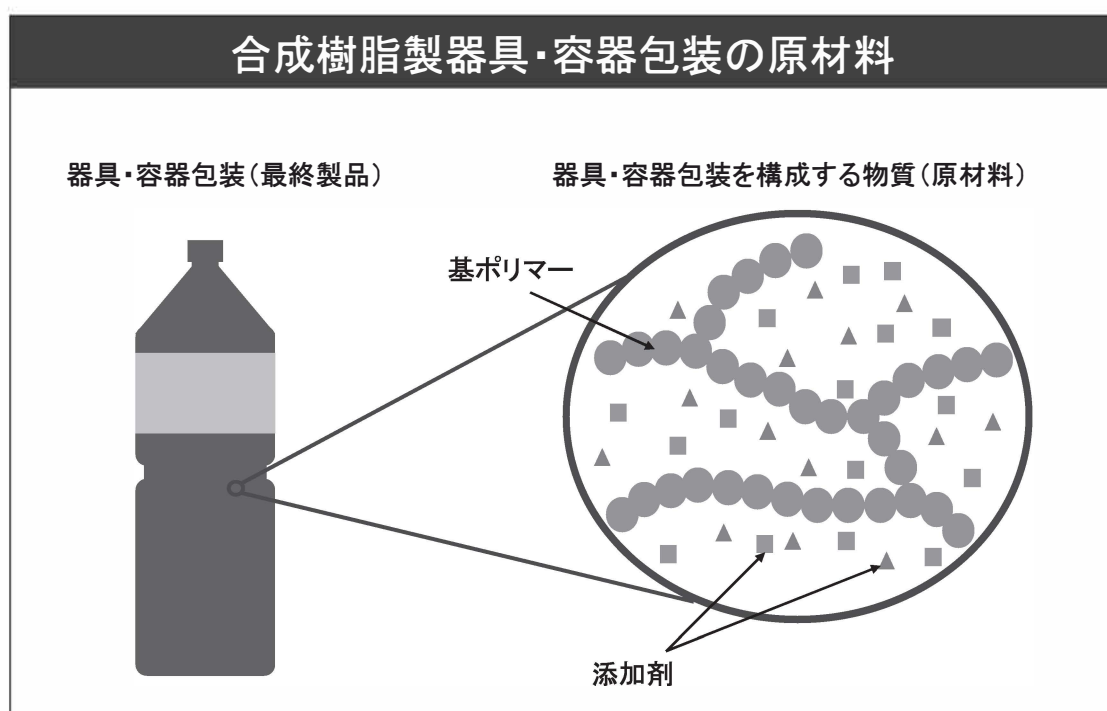 合成樹脂製器具・容器包装の原材料
器具・容器包装(最終製品)
器具・容器包装を構成する物質(原材料)
基ポリマー
添加剤